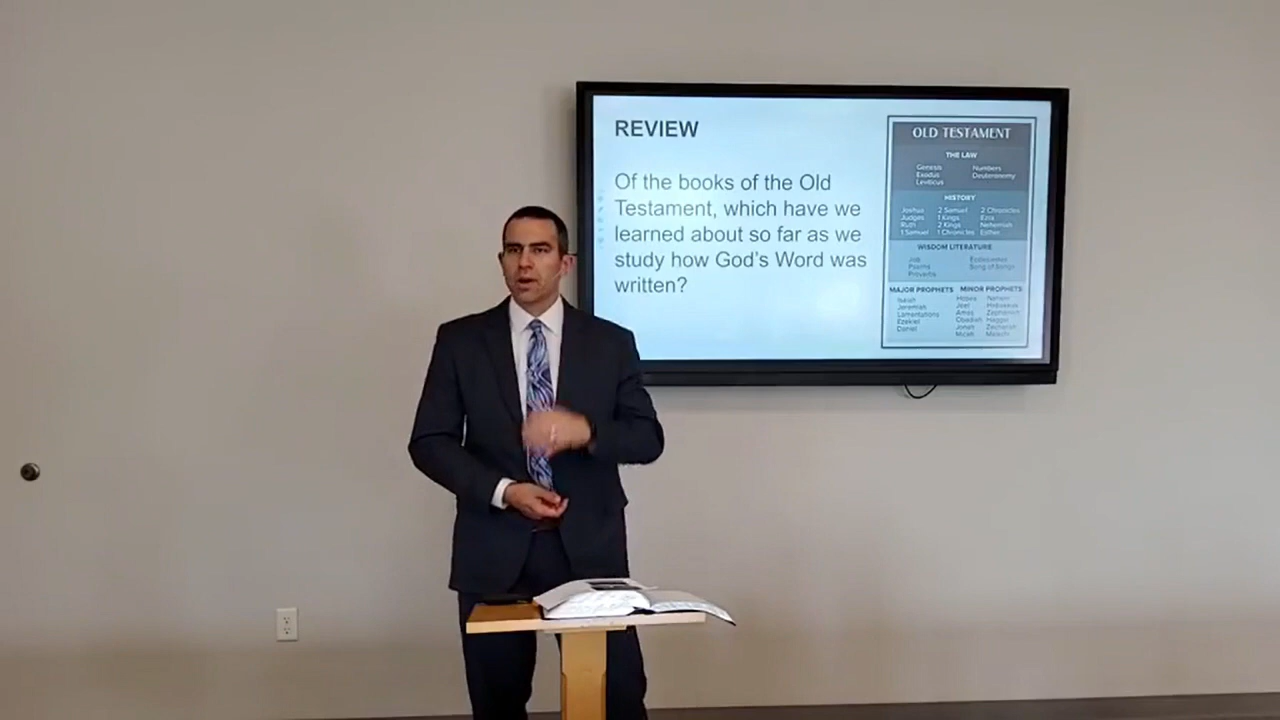 REVIEW
Of the books of the Old
Testament, which have we
learned about so far as we
study how God's Word was
written?
OLD TESTAMENT
THE LAW
Genesis Numbers
Exodus Deuteronomy
Leviticus
HISTORY
Joshua 2 Samuel 2 Chronicles
Judges 1 Kings Ezra
Ruth 2 Kings Nehemiah
1 Samuel 1 Chronicles Esther
WISDOM LITERATURE
Job Ecclesiastes
Psalms Song of Songs
Proverbs
MAJOR PROPHETS MINOR PROPHETS
Isaiah Hosea Nahum
Jeremiah Joel Habakkuk
Lamentations Amos Zephaniah
Ezekiel Obadiah Haggai
Daniel Jonah Zechariah
Micah Malachi